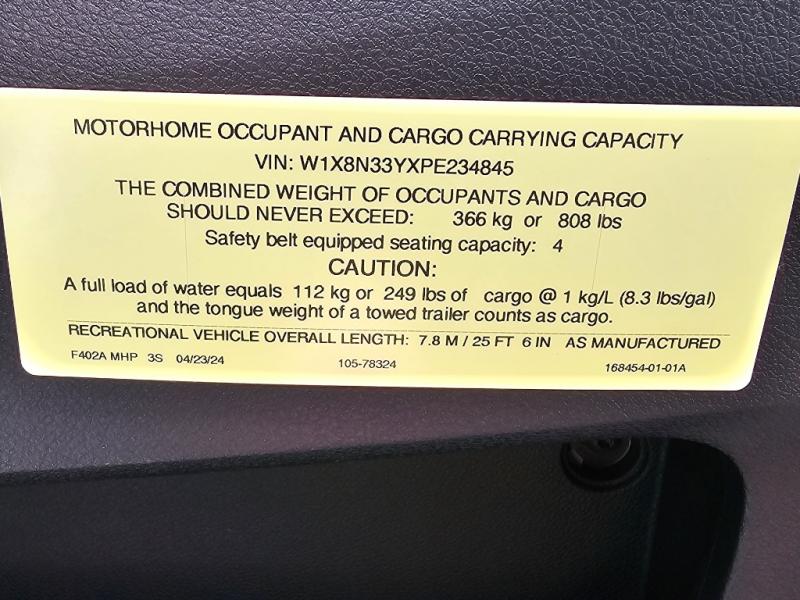 MOTORHOME OCCUPANT AND CARGO CARRYING CAPACITY
VIN: W1X8N33YXPE234845
THE COMBINED WEIGHT OF OCCUPANTS AND CARGO
SHOULD NEVER EXCEED: 366 kg or 808 lbs
Safety belt equipped seating capacity: 4
CAUTION:
A full load of water equals 112 kg or 249 lbs of cargo @ 1 kg/L (8.3 lbs/gal)
and the tongue weight of a towed trailer counts as cargo.
RECREATIONAL VEHICLE OVERALL LENGTH: 7.8 M / 25 FT 6 IN AS MANUFACTURED
F402A MHP 3S 04/23/24 105-78324 168454-01-01A